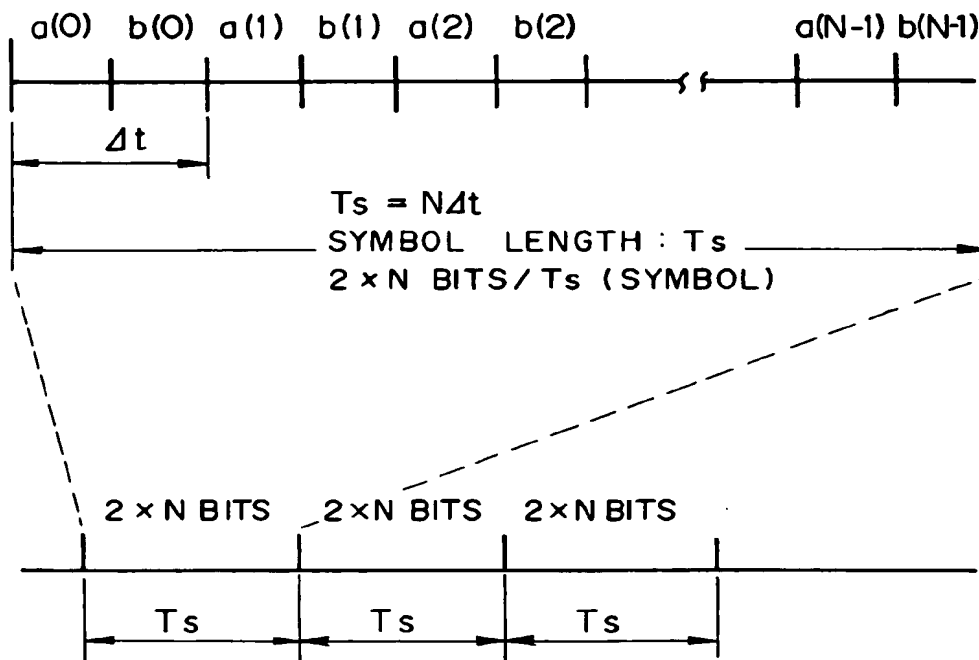 a(0) b(0) a(1) b(1) a(2) b(2) a(N-1) b(N-1)
Δt
Ts = NΔt
SYMBOL LENGTH : Ts
2 × N BITS / Ts (SYMBOL)
2 × N BITS 2 × N BITS 2 × N BITS
Ts Ts Ts